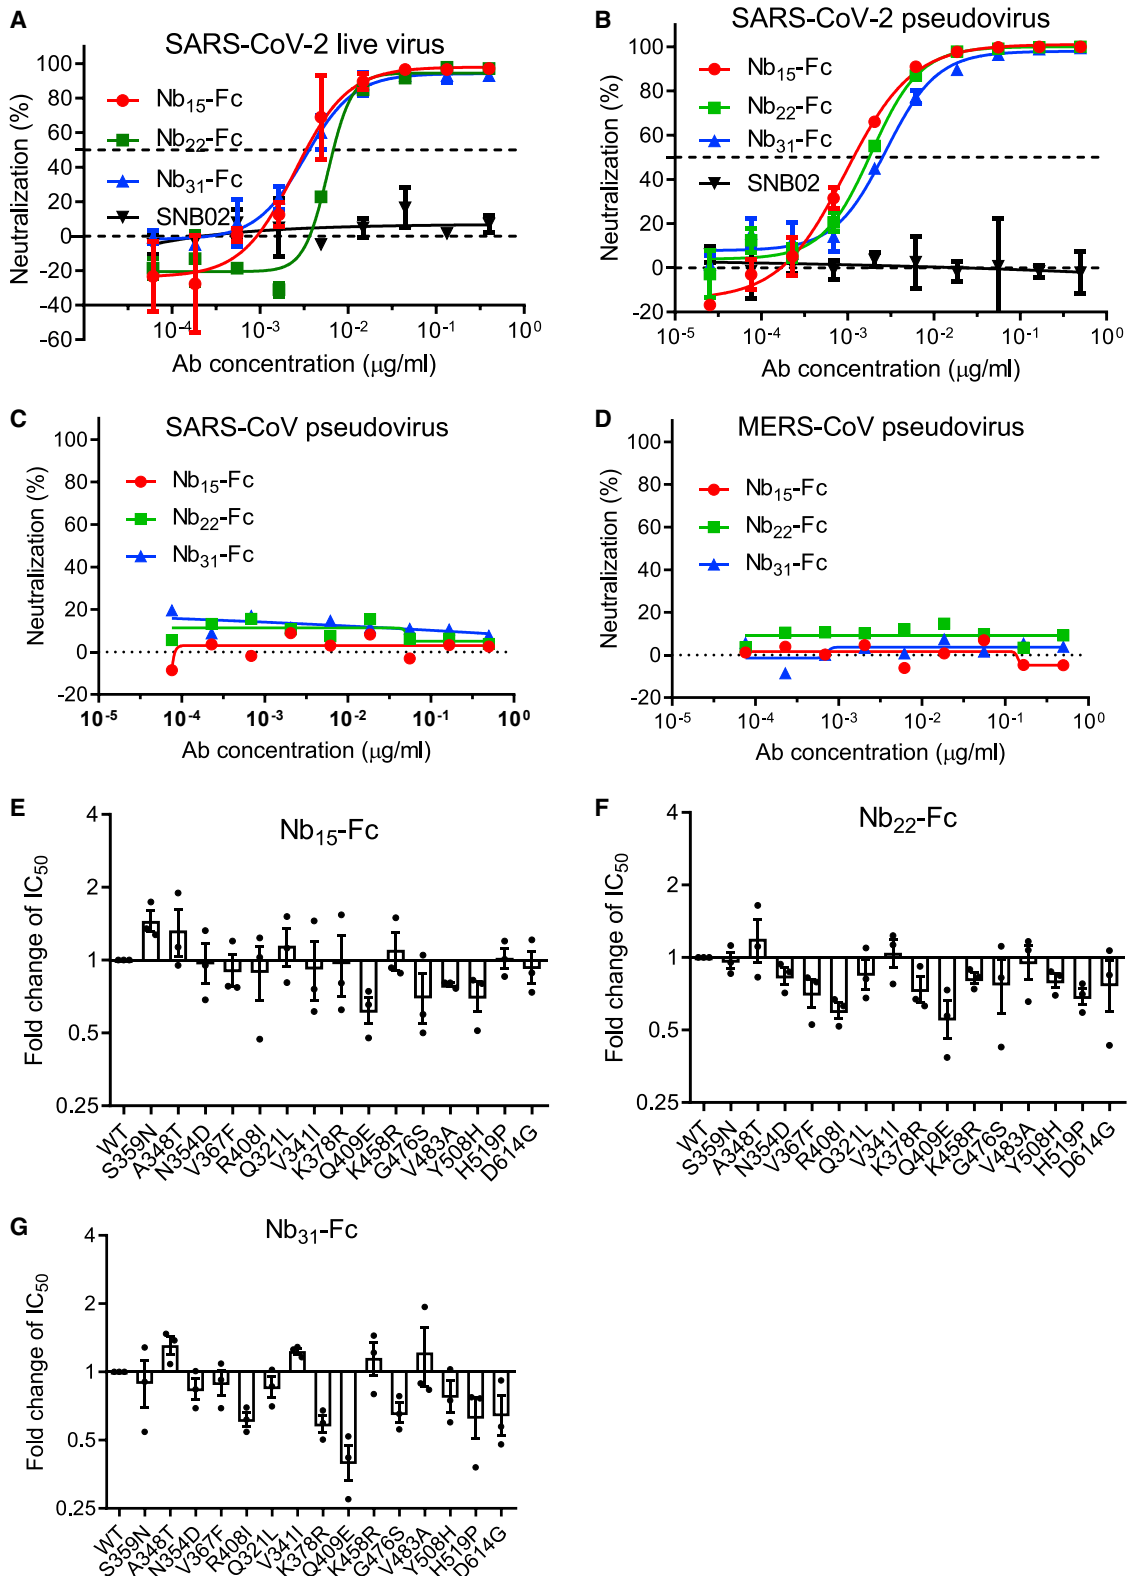 A
SARS-CoV-2 live virus
Neutralization (%)
100
80
60
40
20
0
-20
-40
-60
Nb15-Fc
Nb22-Fc
Nb31-Fc
SNB02
10-4
10-3
10-2
10-1
100
Ab concentration (μg/ml)
B
SARS-CoV-2 pseudovirus
Neutralization (%)
100
80
60
40
20
0
-20
Nb15-Fc
Nb22-Fc
Nb31-Fc
SNB02
10-5
10-4
10-3
10-2
10-1
100
Ab concentration (μg/ml)
C
SARS-CoV pseudovirus
Neutralization (%)
100
80
60
40
20
0
-20
Nb15-Fc
Nb22-Fc
Nb31-Fc
10-5
10-4
10-3
10-2
10-1
100
Ab concentration (μg/ml)
D
MERS-CoV pseudovirus
Neutralization (%)
100
80
60
40
20
0
-20
Nb15-Fc
Nb22-Fc
Nb31-Fc
10-5
10-4
10-3
10-2
10-1
100
Ab concentration (μg/ml)
E
Nb15-Fc
Fold change of IC50
4
2
1
0.5
0.25
WT
S359N
A348T
N354D
V367F
R408I
Q321L
V341I
K378R
Q409E
K458R
G476S
V483A
Y508H
H519P
D614G
F
Nb22-Fc
Fold change of IC50
4
2
1
0.5
0.25
WT
S359N
A348T
N354D
V367F
R408I
Q321L
V341I
K378R
Q409E
K458R
G476S
V483A
Y508H
H519P
D614G
G
Nb31-Fc
Fold change of IC50
4
2
1
0.5
0.25
WT
S359N
A348T
N354D
V367F
R408I
Q321L
V341I
K378R
Q409E
K458R
G476S
V483A
Y508H
H519P
D614G